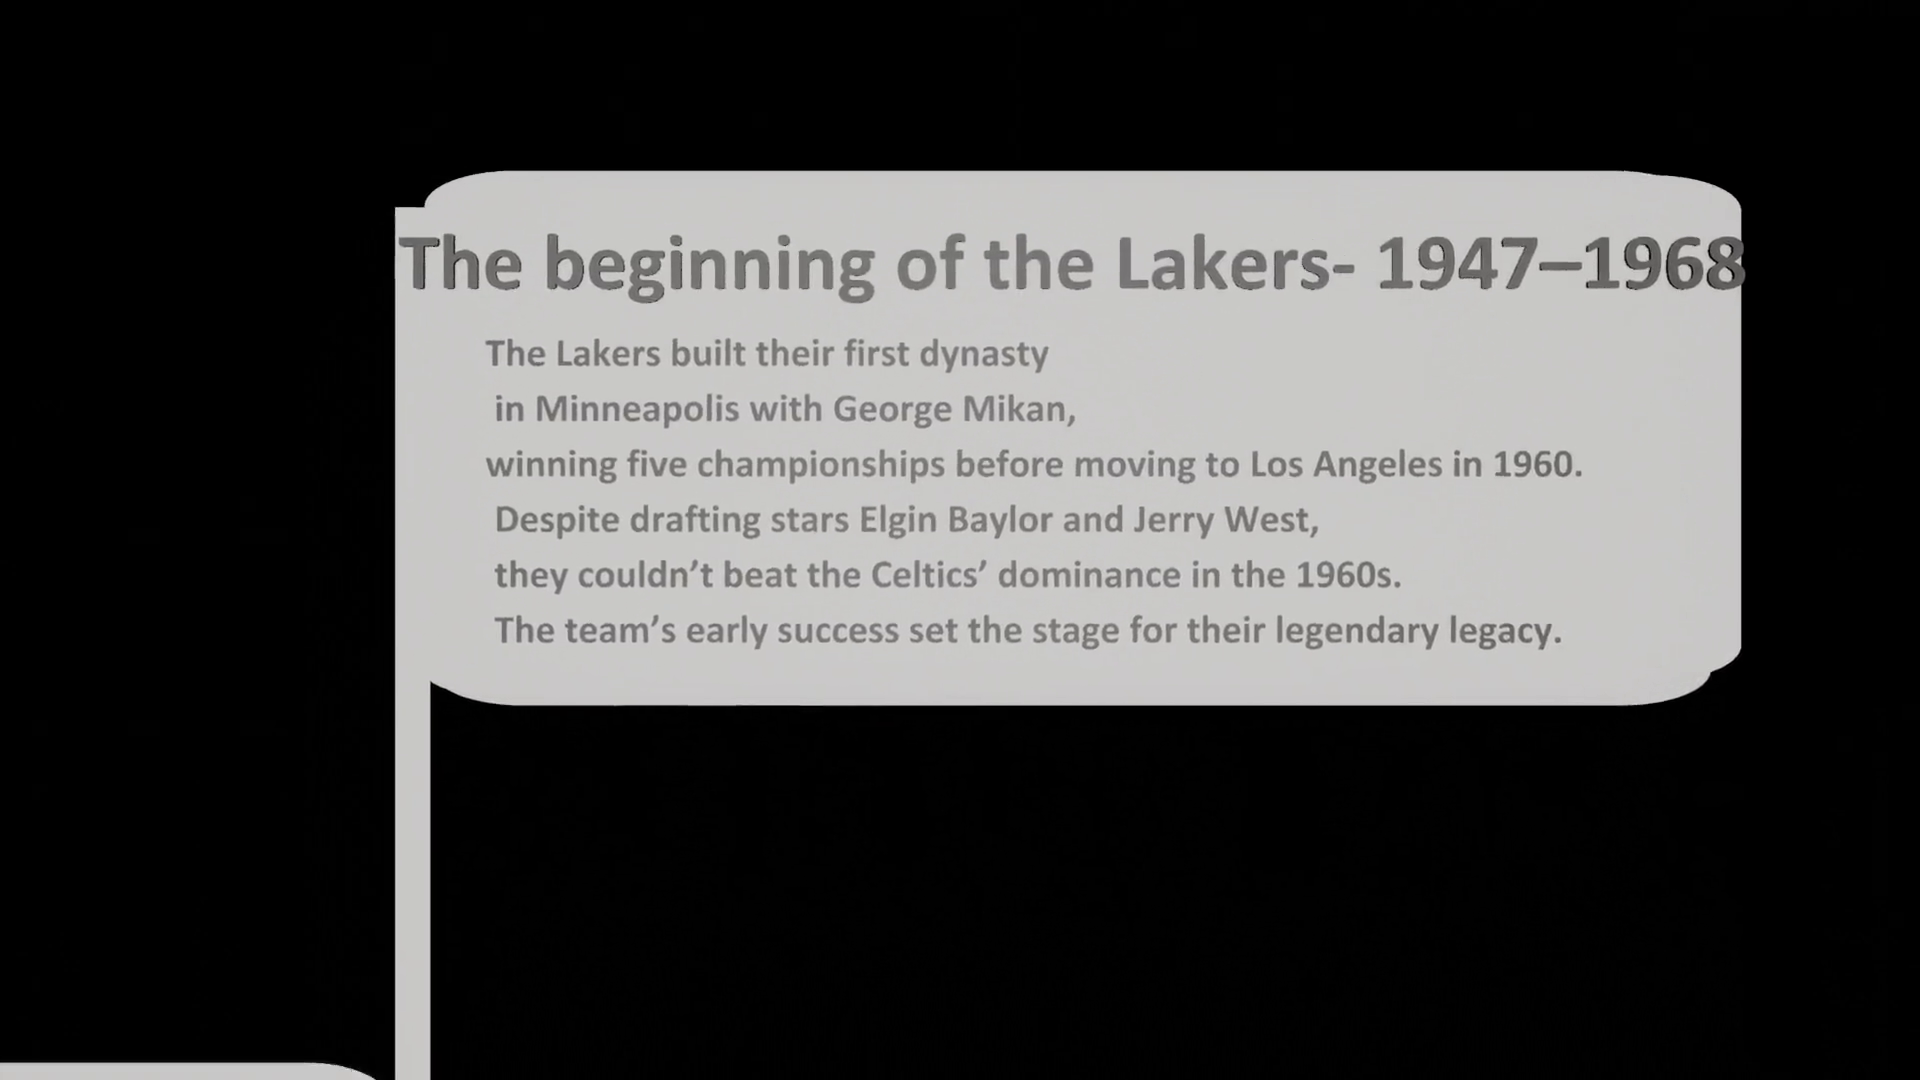 The beginning of the Lakers- 1947–1968
The Lakers built their first dynasty
in Minneapolis with George Mikan,
winning five championships before moving to Los Angeles in 1960.
Despite drafting stars Elgin Baylor and Jerry West,
they couldn’t beat the Celtics’ dominance in the 1960s.
The team’s early success set the stage for their legendary legacy.